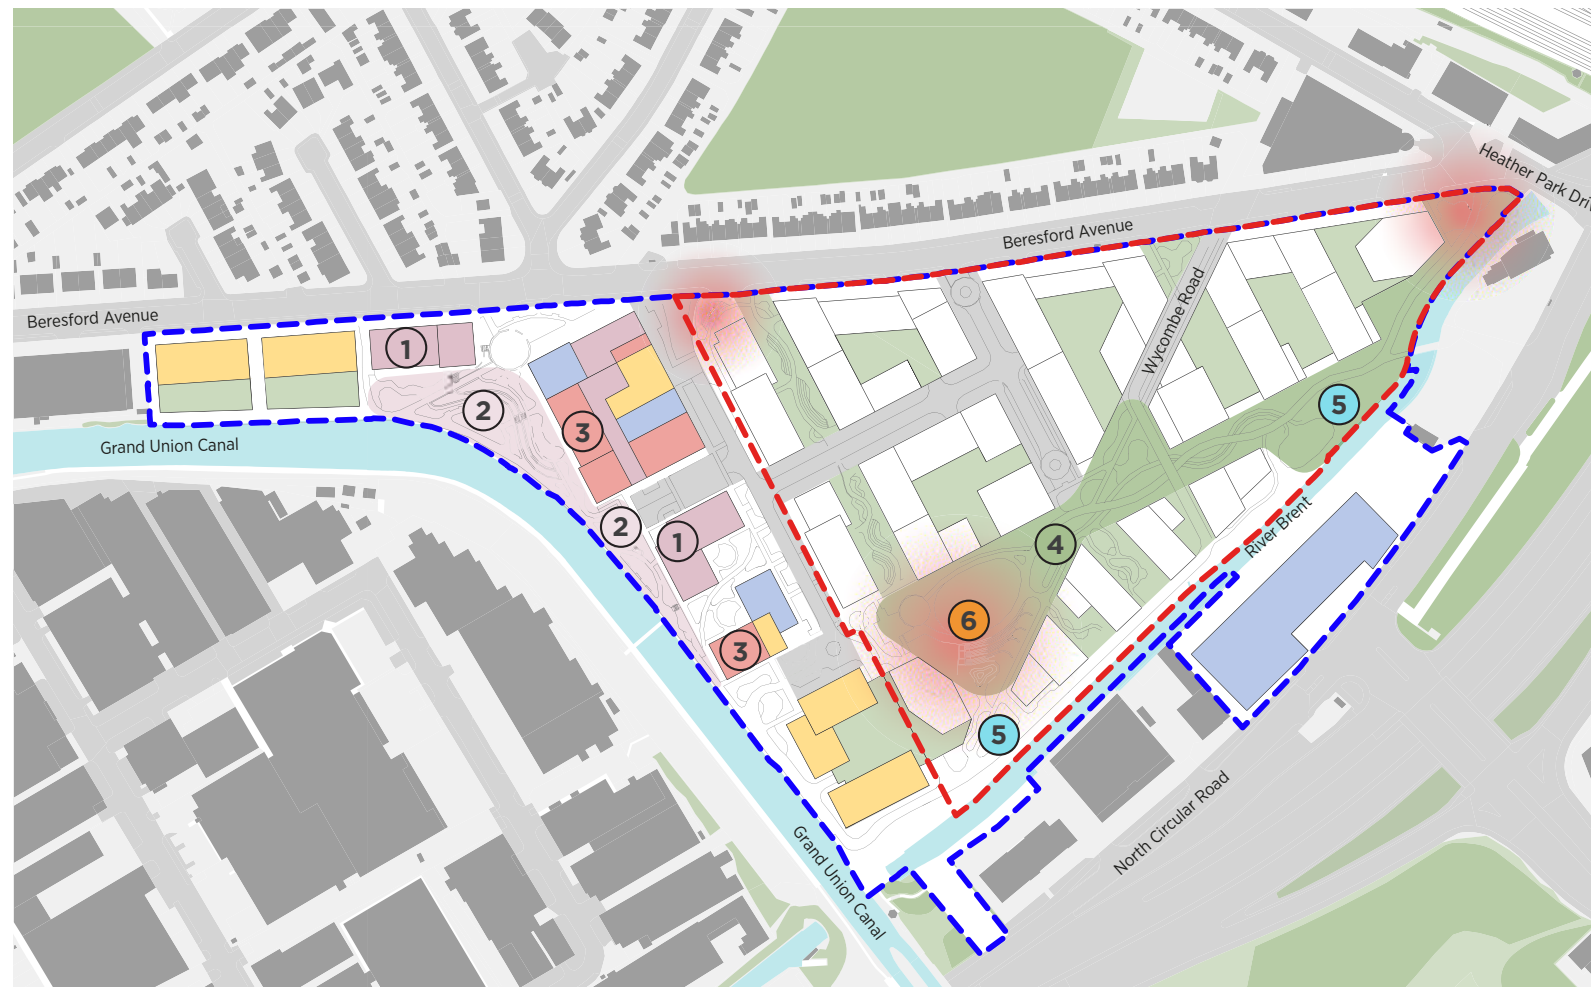 Heather Park Dri
Beresford Avenue
Wycombe Road
Beresford Avenue
1
2
3
5
Grand Union Canal
2
1
4
River Brent
6
3
5
North Circular Road
Grand Union Canal